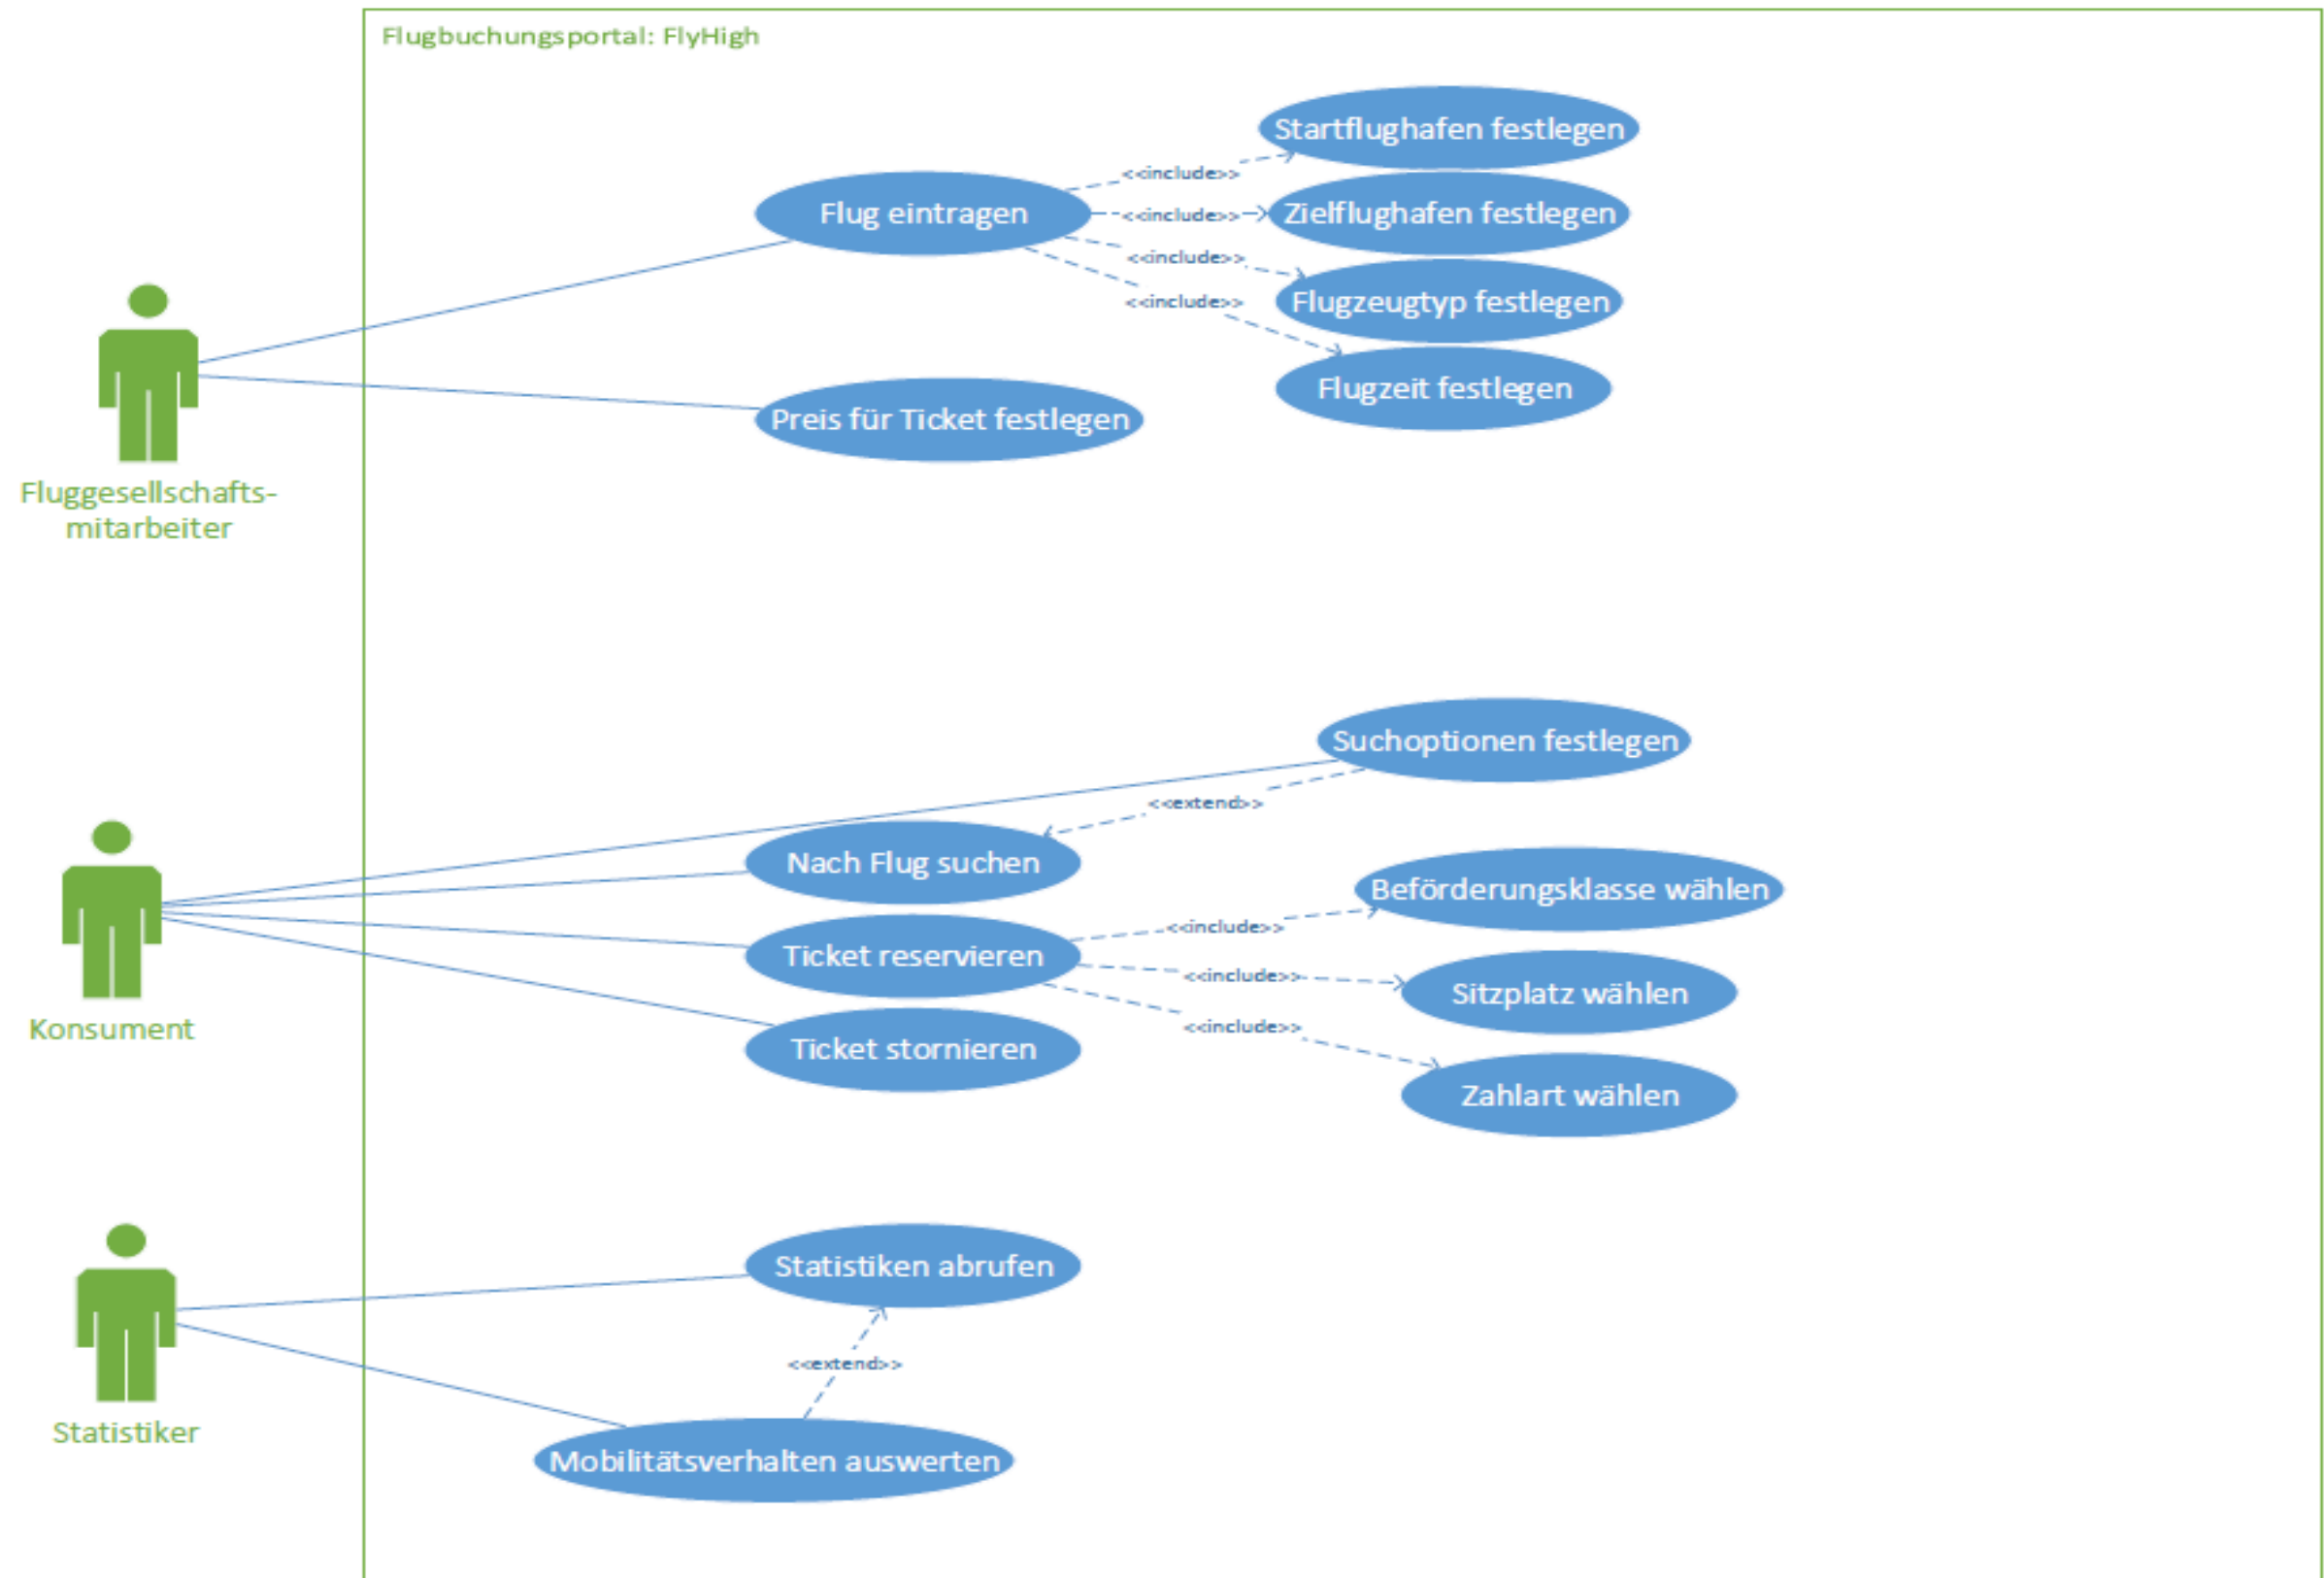 Flugbuchungsportal: FlyHigh
Startflughafen festlegen
<<include>>
Flug eintragen
<<include>>
Zielflughafen festlegen
<<include>>
Flugzeugtyp festlegen
<<include>>
Flugzeit festlegen
Preis für Ticket festlegen
Fluggesellschafts-
mitarbeiter
Suchoptionen festlegen
<<extend>>
Nach Flug suchen
Beförderungsklasse wählen
<<include>>
Ticket reservieren
<<include>>
Sitzplatz wählen
<<include>>
Konsument
Ticket stornieren
Zahlart wählen
Statistiken abrufen
<<extend>>
Statistiker
Mobilitätsverhalten auswerten